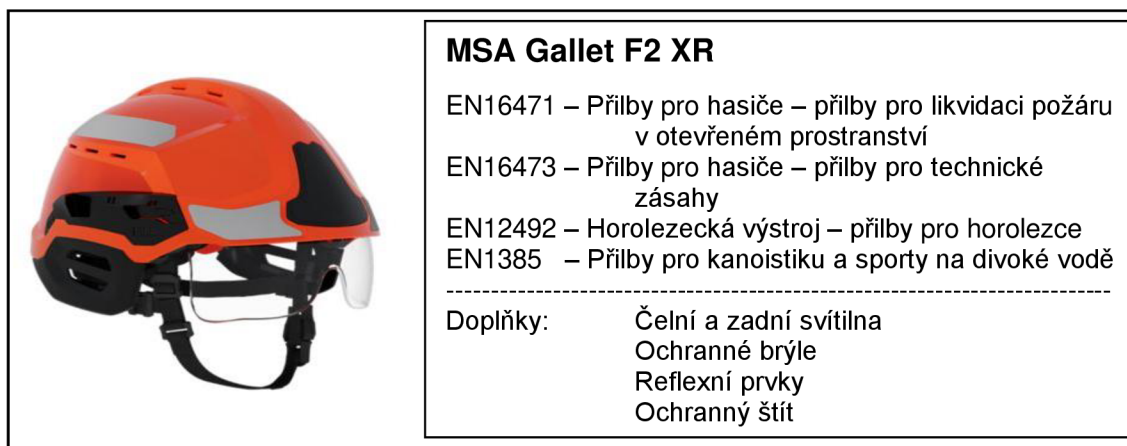 MSA Gallet F2 XR
EN16471 – Přilby pro hasiče – přilby pro likvidaci požáru
v otevřeném prostranství
EN16473 – Přilby pro hasiče – přilby pro technické
zásahy
EN12492 – Horolezecká výstroj – přilby pro horolezce
EN1385 – Přilby pro kanoistiku a sporty na divoké vodě
--------------------------------------------------------------------------
Doplňky: Čelní a zadní svítilna
Ochranné brýle
Reflexní prvky
Ochranný štít